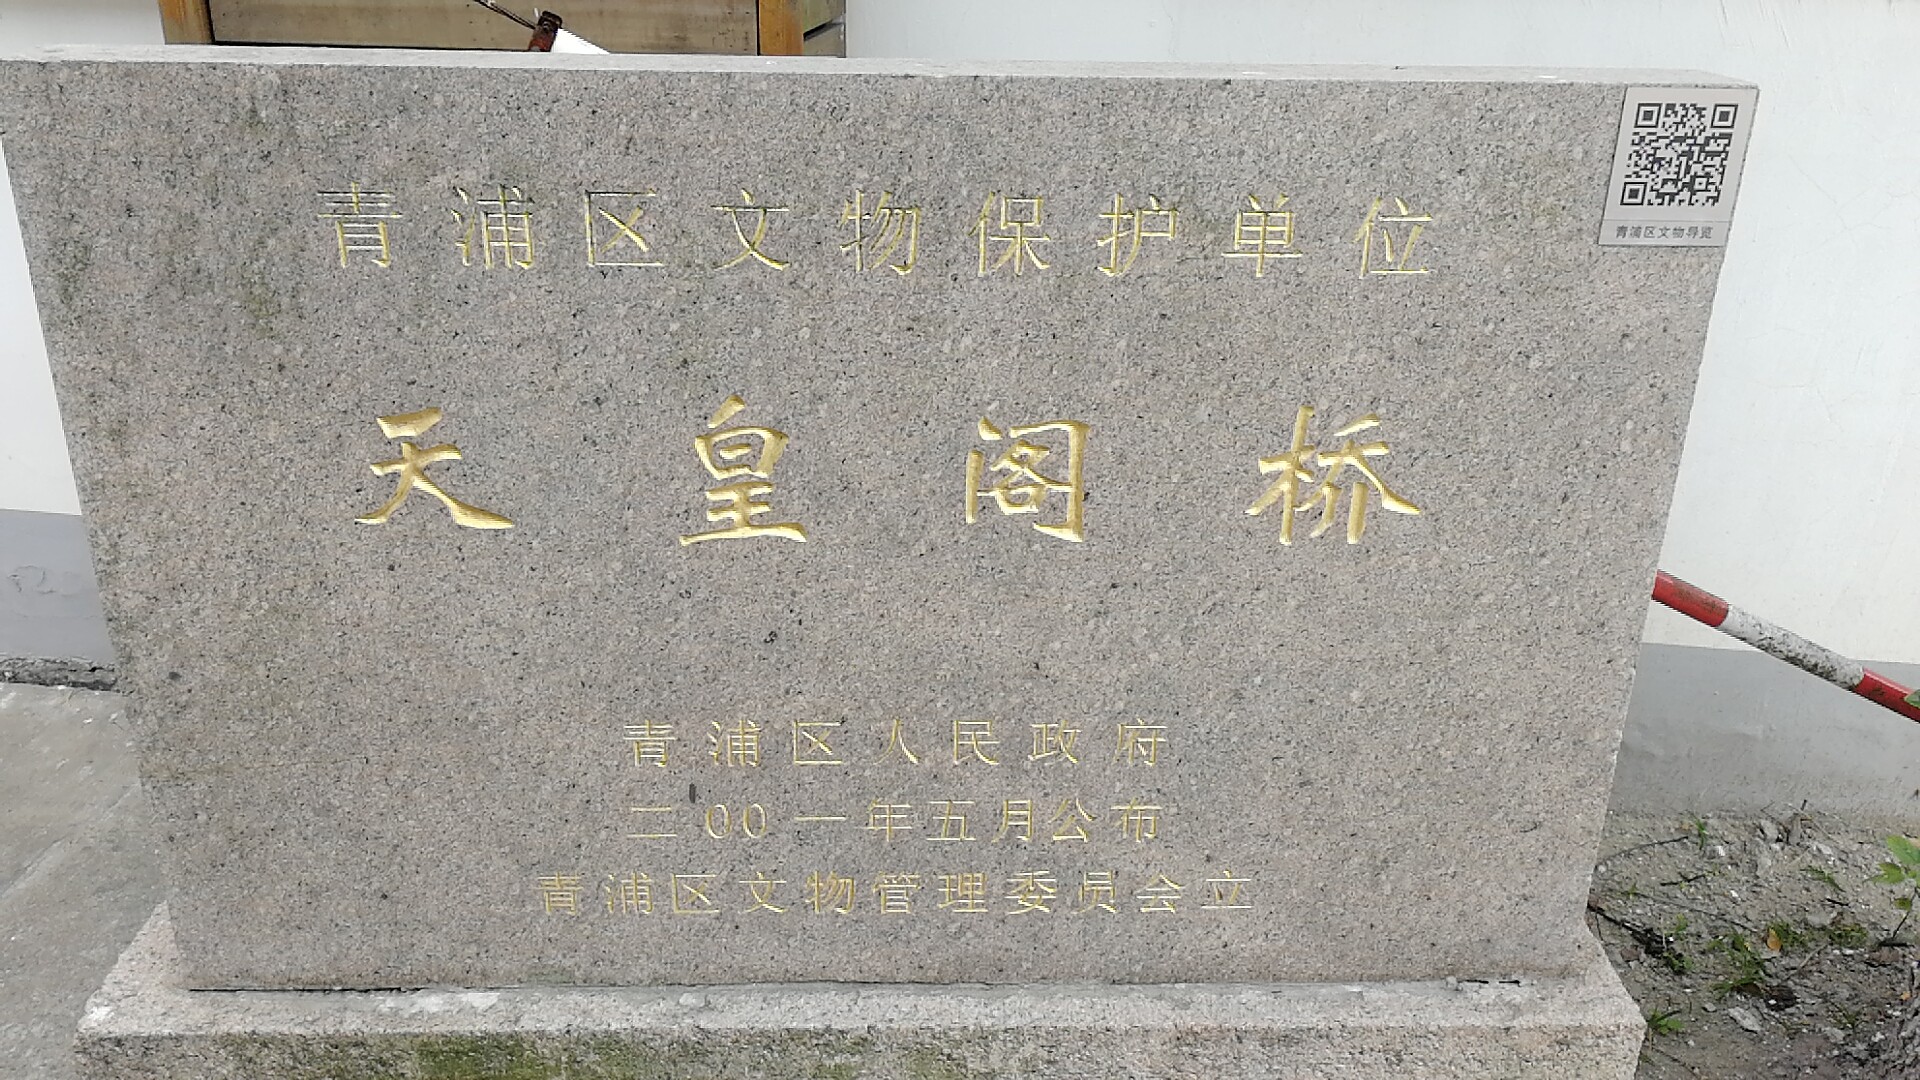 青浦区文物保护单位
青浦区文物导览
天皇阁桥
青浦区人民政府
二00一年五月公布
青浦区文物管理委员会立